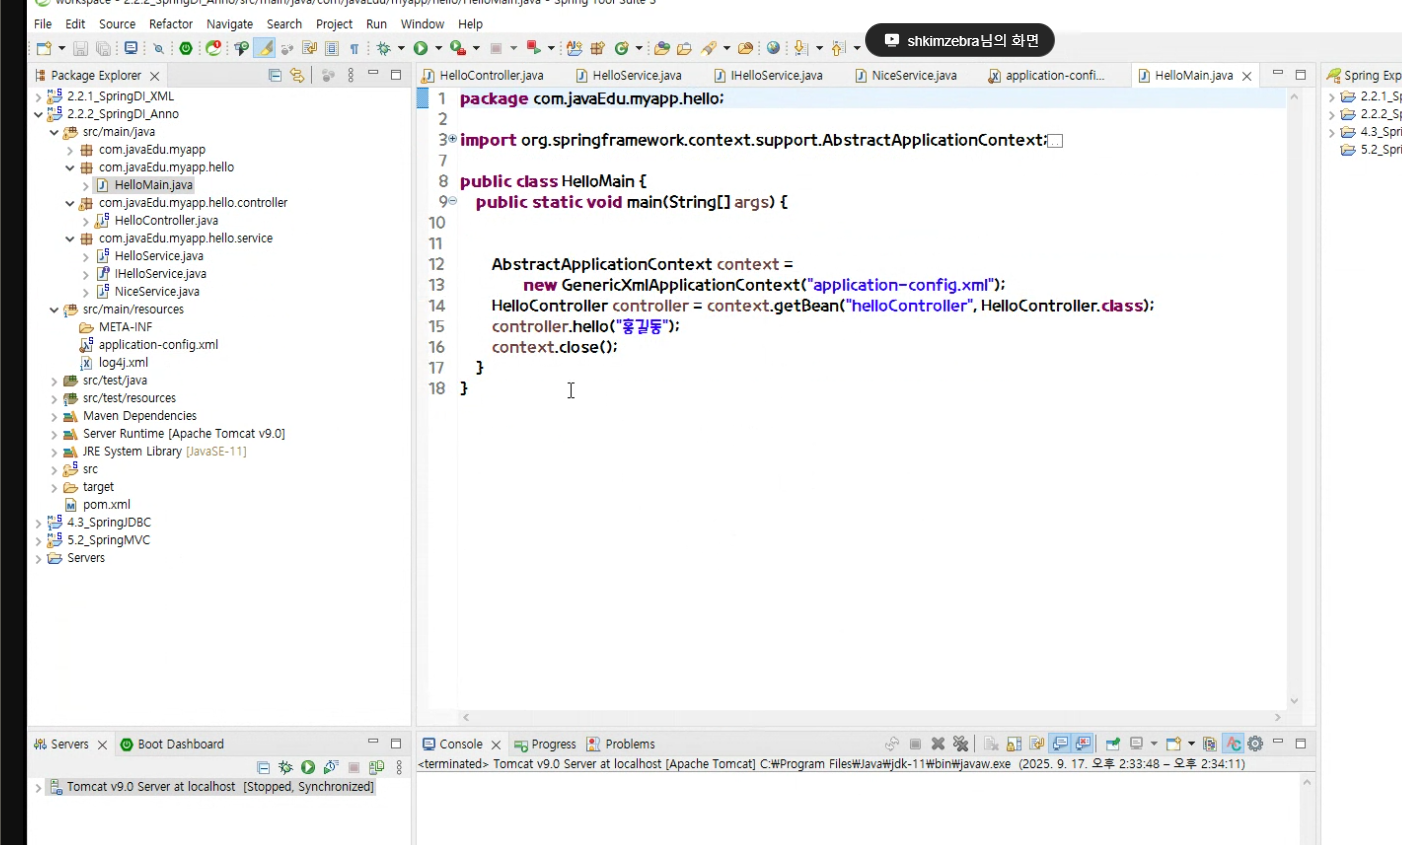 workspace - 2.2.2_SpringDI_Anno/src/main/java/com/javaEdu/myapp/hello/HelloMain.java - Spring Tool Suite 3
File Edit Source Refactor Navigate Search Project Run Window Help
shkimzebra님의 화면
Package Explorer
2.2.1_SpringDI_XML
2.2.2_SpringDI_Anno
src/main/java
com.javaEdu.myapp
com.javaEdu.myapp.hello
HelloMain.java
com.javaEdu.myapp.hello.controller
HelloController.java
com.javaEdu.myapp.hello.service
HelloService.java
IHelloService.java
NiceService.java
src/main/resources
META-INF
application-config.xml
log4j.xml
src/test/java
src/test/resources
Maven Dependencies
Server Runtime [Apache Tomcat v9.0]
JRE System Library [JavaSE-11]
src
target
pom.xml
4.3_SpringJDBC
5.2_SpringMVC
Servers
HelloController.java HelloService.java IHelloService.java NiceService.java application-confi... HelloMain.java
1 package com.javaEdu.myapp.hello;
2
3 import org.springframework.context.support.AbstractApplicationContext;
7
8 public class HelloMain {
9 public static void main(String[] args) {
10
11
12 AbstractApplicationContext context =
13 new GenericXmlApplicationContext("application-config.xml");
14 HelloController controller = context.getBean("helloController", HelloController.class);
15 controller.hello("홍길동");
16 context.close();
17 }
18 }
Spring Exp
2.2.1_Sp
2.2.2_Sp
4.3_Spri
5.2_Spri
Servers Boot Dashboard
Tomcat v9.0 Server at localhost [Stopped, Synchronized]
Console Progress Problems
<terminated> Tomcat v9.0 Server at localhost [Apache Tomcat] C:₩Program Files₩Java₩jdk-11₩bin₩javaw.exe (2025. 9. 17. 오후 2:33:48 – 오후 2:34:11)